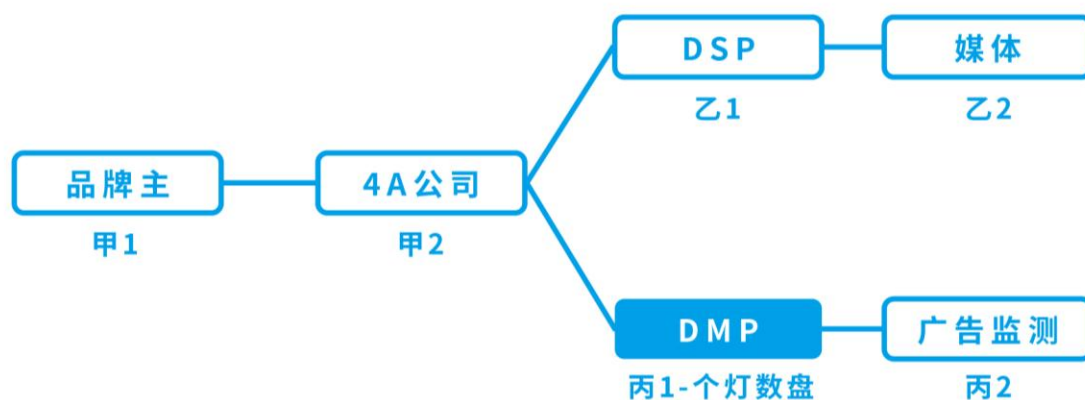 DSP
媒体
乙1
乙2
品牌主
4A公司
甲1
甲2
DMP
广告监测
丙1-个灯数盘
丙2